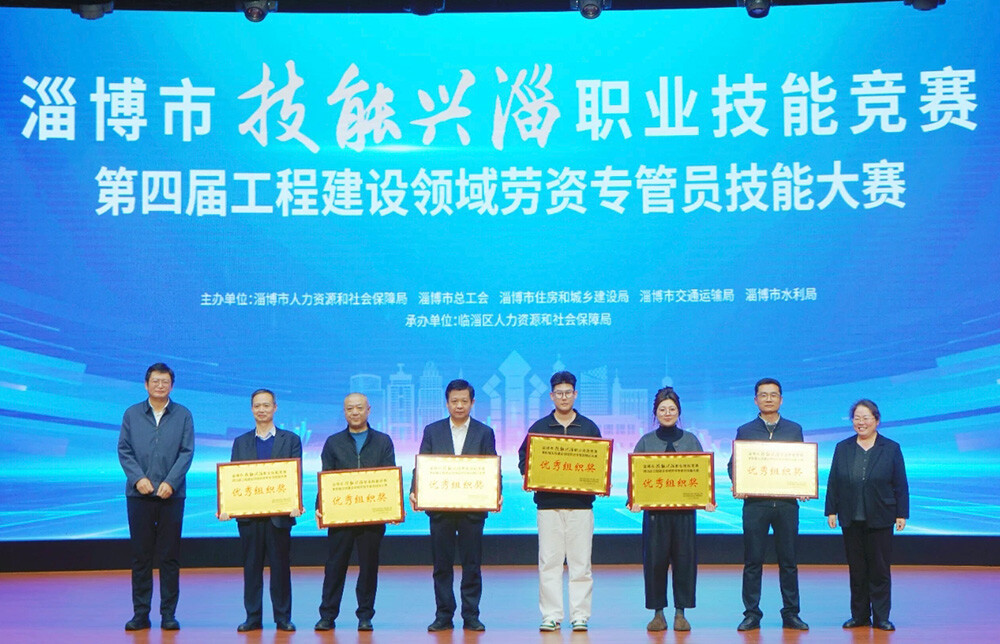 淄博市技能兴淄职业技能竞赛
第四届工程建设领域劳资专管员技能大赛
主办单位:淄博市人力资源和社会保障局 淄博市总工会 淄博市住房和城乡建设局 淄博市交通运输局 淄博市水利局
承办单位:临淄区人力资源和社会保障局
优秀组织奖
优秀组织奖
优秀组织奖
优秀组织奖
优秀组织奖
优秀组织奖